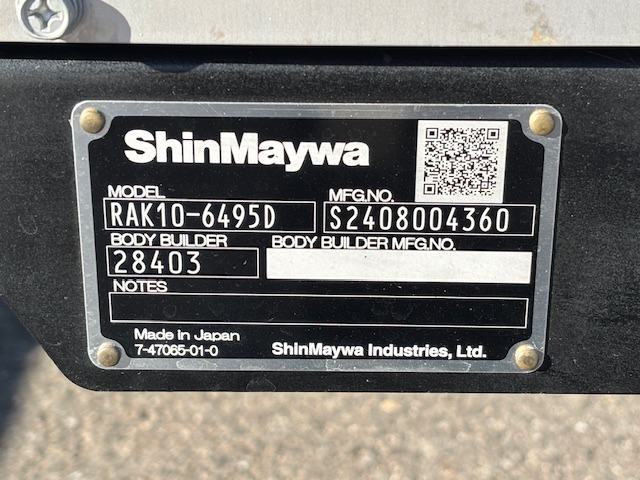 ShinMaywa
MODEL
RAK10-6495D
MFG.NO.
S2408004360
BODY BUILDER
28403
BODY BUILDER MFG.NO.
NOTES
Made in Japan
7-47065-01-0
ShinMaywa Industries, Ltd.